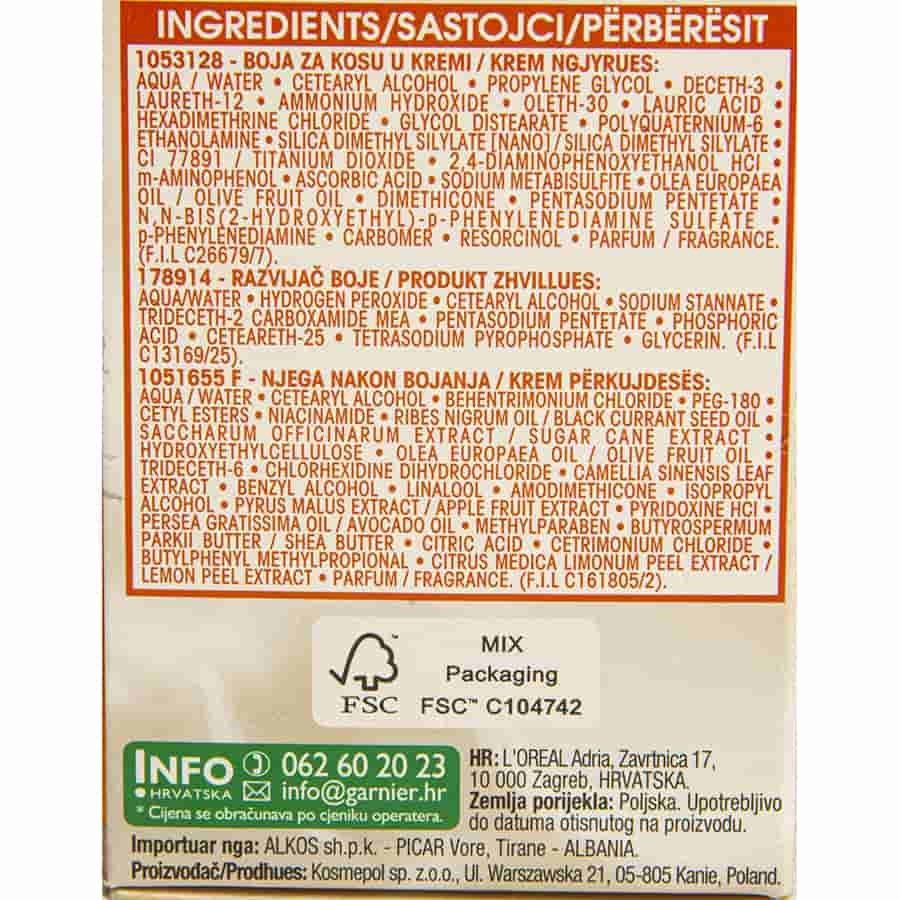 INGREDIENTS/SASTOJCI/PËRBËRËSIT
1053128 - BOJA ZA KOSU U KREMI / KREM NGJYRUES:
AQUA / WATER • CETEARYL ALCOHOL • PROPYLENE GLYCOL • DECETH-3 •
LAURETH-12 • AMMONIUM HYDROXIDE • OLETH-30 • LAURIC ACID •
HEXADIMETHRINE CHLORIDE • GLYCOL DISTEARATE • POLYQUATERNIUM-6 •
ETHANOLAMINE • SILICA DIMETHYL SILYLATE [NANO] / SILICA DIMETHYL SILYLATE •
CI 77891 / TITANIUM DIOXIDE • 2,4-DIAMINOPHENOXYETHANOL HCl •
m-AMINOPHENOL • ASCORBIC ACID • SODIUM METABISULFITE • OLEA EUROPAEA
OIL / OLIVE FRUIT OIL • DIMETHICONE • PENTASODIUM PENTETATE •
N,N-BIS(2-HYDROXYETHYL)-p-PHENYLENEDIAMINE SULFATE •
p-PHENYLENEDIAMINE • CARBOMER • RESORCINOL • PARFUM / FRAGRANCE.
(F.I.L C26679/7).
178914 - RAZVIJAČ BOJE / PRODUKT ZHVILLUES:
AQUA/WATER • HYDROGEN PEROXIDE • CETEARYL ALCOHOL • SODIUM STANNATE •
TRIDECETH-2 CARBOXAMIDE MEA • PENTASODIUM PENTETATE • PHOSPHORIC
ACID • CETEARETH-25 • TETRASODIUM PYROPHOSPHATE • GLYCERIN. (F.I.L
C13169/25).
1051655 F - NJEGA NAKON BOJANJA / KREM PËRKUJDESËS:
AQUA / WATER • CETEARYL ALCOHOL • BEHENTRIMONIUM CHLORIDE • PEG-180 •
CETYL ESTERS • NIACINAMIDE • RIBES NIGRUM OIL / BLACK CURRANT SEED OIL •
SACCHARUM OFFICINARUM EXTRACT / SUGAR CANE EXTRACT •
HYDROXYETHYLCELLULOSE • OLEA EUROPAEA OIL / OLIVE FRUIT OIL •
TRIDECETH-6 • CHLORHEXIDINE DIHYDROCHLORIDE • CAMELLIA SINENSIS LEAF
EXTRACT • BENZYL ALCOHOL • LINALOOL • AMODIMETHICONE • ISOPROPYL
ALCOHOL • PYRUS MALUS EXTRACT / APPLE FRUIT EXTRACT • PYRIDOXINE HCl •
PERSEA GRATISSIMA OIL / AVOCADO OIL • METHYLPARABEN • BUTYROSPERMUM
PARKII BUTTER / SHEA BUTTER • CITRIC ACID • CETRIMONIUM CHLORIDE •
BUTYLPHENYL METHYLPROPIONAL • CITRUS MEDICA LIMONUM PEEL EXTRACT /
LEMON PEEL EXTRACT • PARFUM / FRAGRANCE. (F.I.L C161805/2).
MIX
Packaging
FSC FSC™ C104742
INFO 062 60 20 23
HRVATSKA info@garnier.hr
* Cijena se obračunava po cjeniku operatera.
HR: L'OREAL Adria, Zavrtnica 17,
10 000 Zagreb, HRVATSKA.
Zemlja porijekla: Poljska. Upotrebljivo
do datuma otisnutog na proizvodu.
Importuar nga: ALKOS sh.p.k. - PICAR Vore, Tirane - ALBANIA.
Proizvođač/Prodhues: Kosmepol sp. z.o.o., Ul. Warszawska 21, 05-805 Kanie, Poland.